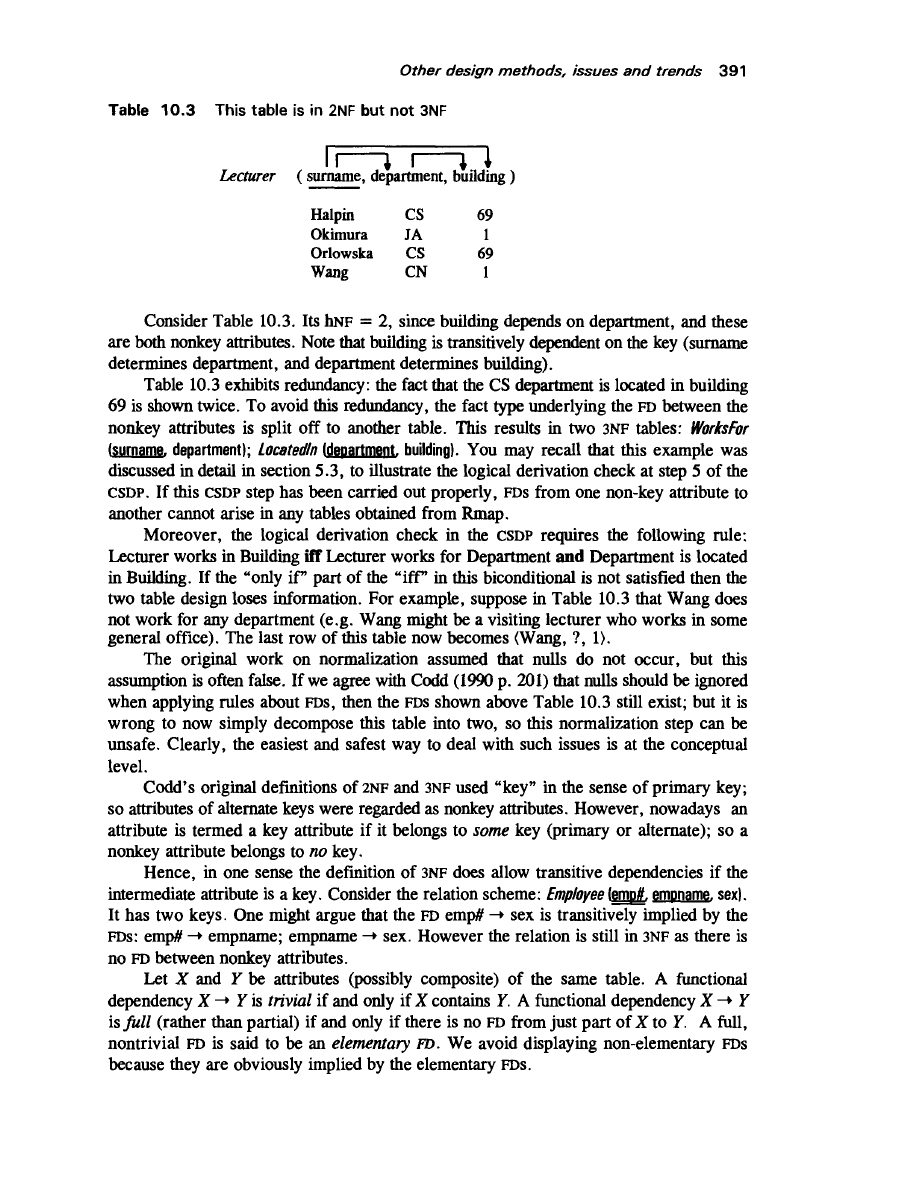 Other design methods, issues and trends 391
Table 10.3 This table is in 2NF but not 3NF
Lecturer ( surname, department, building )
Halpin CS 69
Okimura JA 1
Orlowska CS 69
Wang CN 1
Consider Table 10.3. Its hNF = 2, since building depends on department, and these
are both nonkey attributes. Note that building is transitively dependent on the key (surname
determines department, and department determines building).
Table 10.3 exhibits redundancy: the fact that the CS department is located in building
69 is shown twice. To avoid this redundancy, the fact type underlying the FD between the
nonkey attributes is split off to another table. This results in two 3NF tables: WorksFor
(surname, department); LocatedIn (department, building). You may recall that this example was
discussed in detail in section 5.3, to illustrate the logical derivation check at step 5 of the
CSDP. If this CSDP step has been carried out properly, FDs from one non-key attribute to
another cannot arise in any tables obtained from Rmap.
Moreover, the logical derivation check in the CSDP requires the following rule:
Lecturer works in Building iff Lecturer works for Department and Department is located
in Building. If the "only if" part of the "iff" in this biconditional is not satisfied then the
two table design loses information. For example, suppose in Table 10.3 that Wang does
not work for any department (e.g. Wang might be a visiting lecturer who works in some
general office). The last row of this table now becomes ⟨Wang, ?, 1⟩.
The original work on normalization assumed that nulls do not occur, but this
assumption is often false. If we agree with Codd (1990 p. 201) that nulls should be ignored
when applying rules about FDs, then the FDs shown above Table 10.3 still exist; but it is
wrong to now simply decompose this table into two, so this normalization step can be
unsafe. Clearly, the easiest and safest way to deal with such issues is at the conceptual
level.
Codd's original definitions of 2NF and 3NF used "key" in the sense of primary key;
so attributes of alternate keys were regarded as nonkey attributes. However, nowadays an
attribute is termed a key attribute if it belongs to some key (primary or alternate); so a
nonkey attribute belongs to no key.
Hence, in one sense the definition of 3NF does allow transitive dependencies if the
intermediate attribute is a key. Consider the relation scheme: Employee (emp#, empname, sex).
It has two keys. One might argue that the FD emp# → sex is transitively implied by the
FDs: emp# → empname; empname → sex. However the relation is still in 3NF as there is
no FD between nonkey attributes.
Let X and Y be attributes (possibly composite) of the same table. A functional
dependency X → Y is trivial if and only if X contains Y. A functional dependency X → Y
is full (rather than partial) if and only if there is no FD from just part of X to Y. A full,
nontrivial FD is said to be an elementary FD. We avoid displaying non-elementary FDs
because they are obviously implied by the elementary FDs.